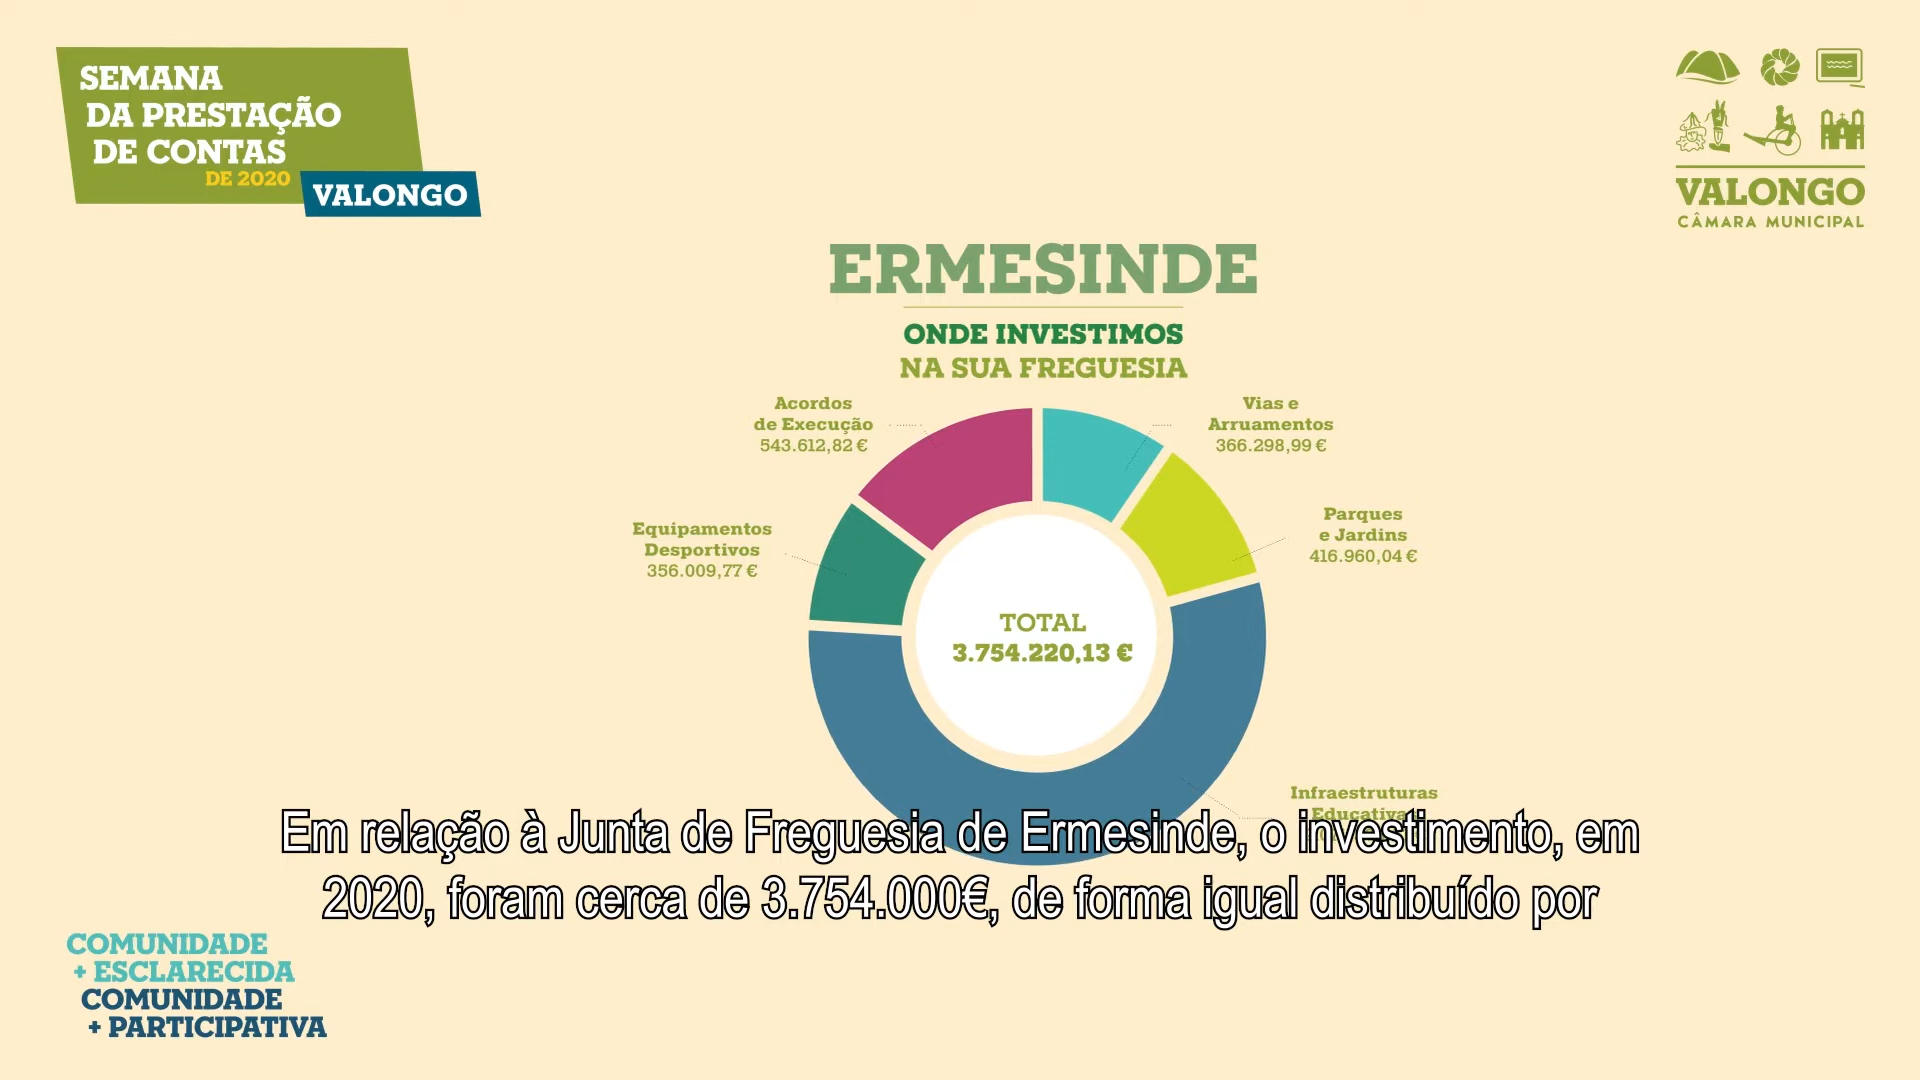 SEMANA
DA PRESTAÇÃO
DE CONTAS
DE 2020
VALONGO
VALONGO
CÂMARA MUNICIPAL
ERMESINDE
ONDE INVESTIMOS
NA SUA FREGUESIA
Acordos
de Execução
543.612,82 €
Vias e
Arruamentos
366.298,99 €
Equipamentos
Desportivos
356.009,77 €
Parques
e Jardins
416.960,04 €
TOTAL
3.754.220,13 €
Infraestruturas
Educativas
Em relação à Junta de Freguesia de Ermesinde, o investimento, em
2020, foram cerca de 3.754.000€, de forma igual distribuído por
COMUNIDADE
+ ESCLARECIDA
COMUNIDADE
+ PARTICIPATIVA